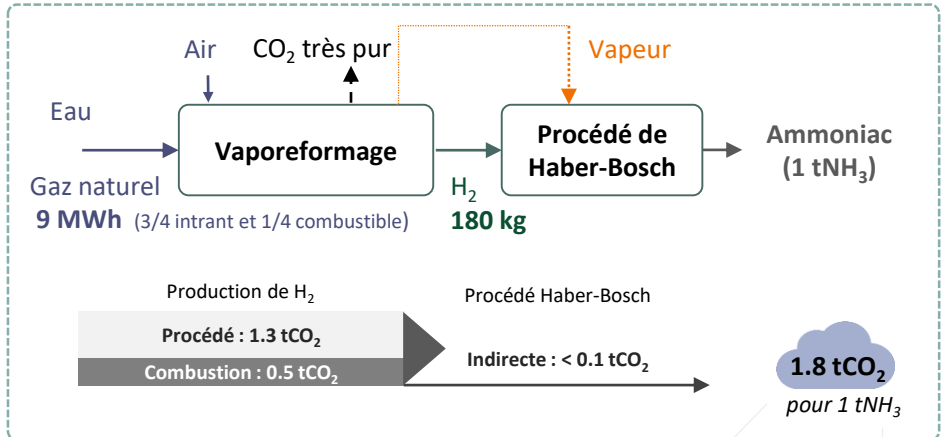 Air
CO₂ très pur
Vapeur
Eau
Vaporeformage
Procédé de
Haber-Bosch
Ammoniac
(1 tNH₃)
Gaz naturel
9 MWh (3/4 intrant et 1/4 combustible)
H₂
180 kg
Production de H₂
Procédé Haber-Bosch
Procédé : 1.3 tCO₂
Combustion : 0.5 tCO₂
Indirecte : < 0.1 tCO₂
1.8 tCO₂
pour 1 tNH₃